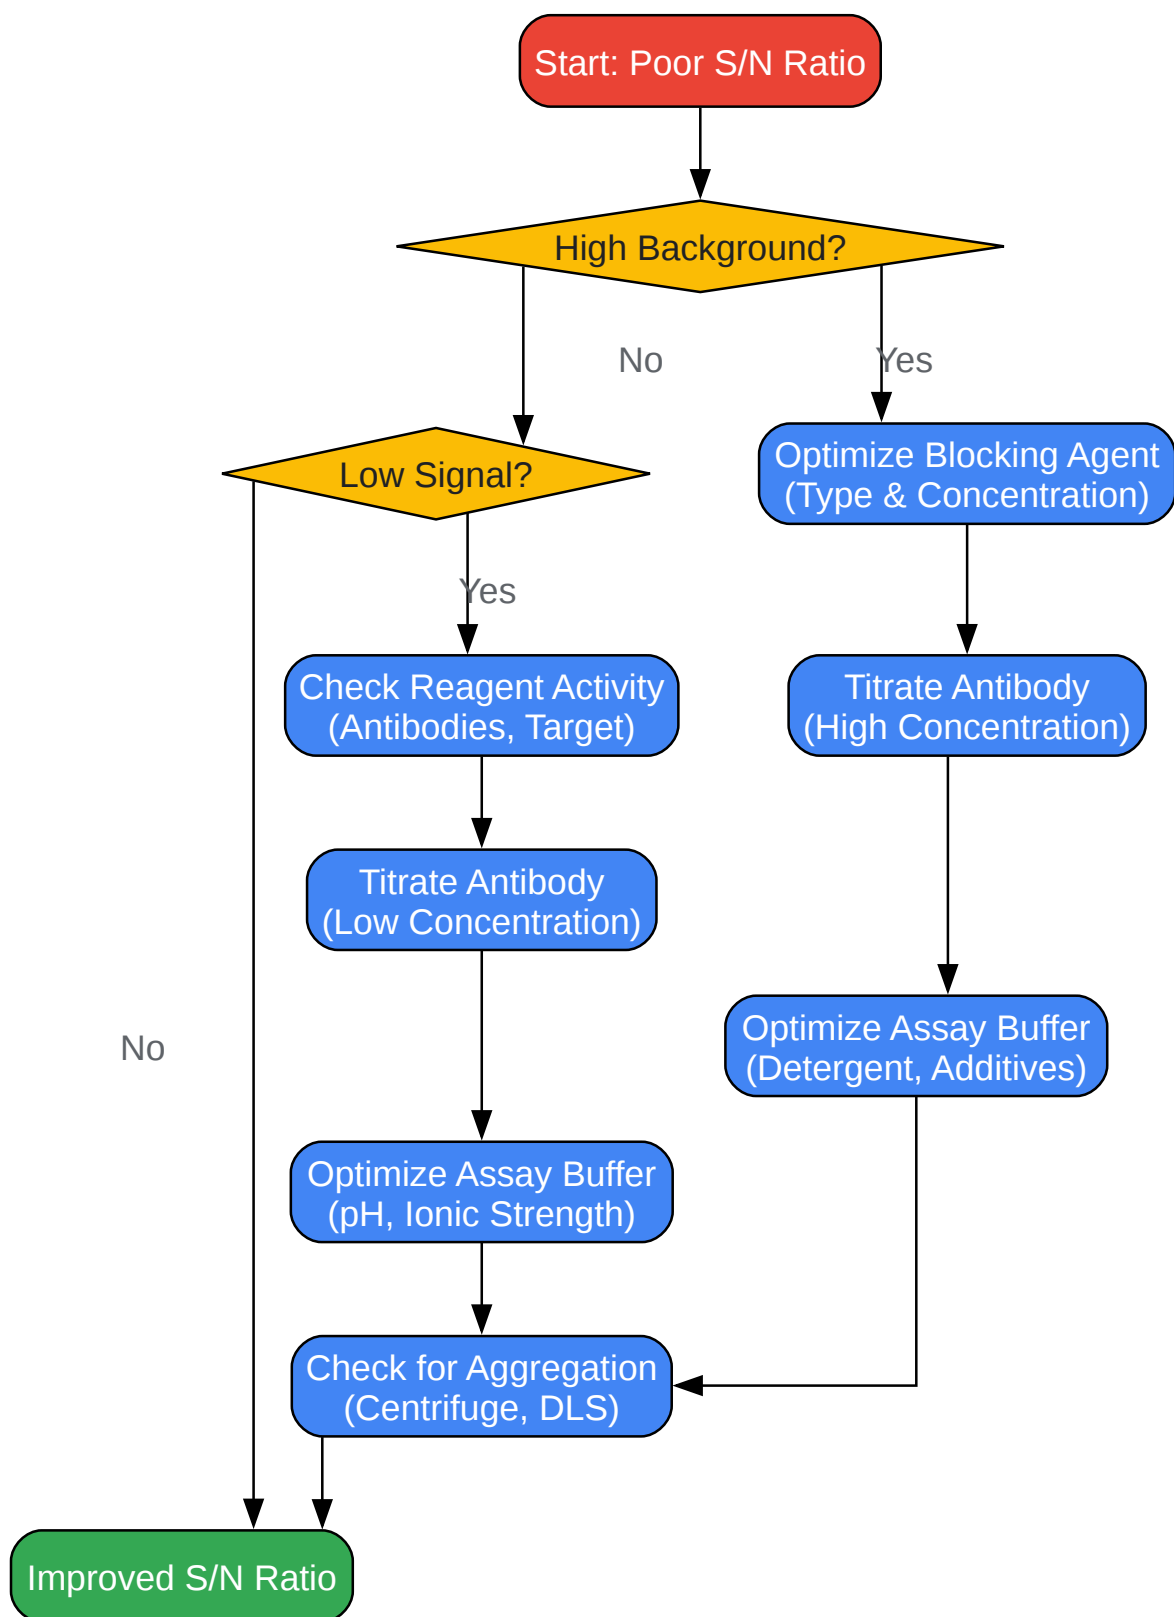 Start: Poor S/N Ratio
High Background?
No
Yes
Low Signal?
Optimize Blocking Agent
(Type & Concentration)
Yes
Check Reagent Activity
(Antibodies, Target)
Titrate Antibody
(High Concentration)
Titrate Antibody
(Low Concentration)
No
Optimize Assay Buffer
(Detergent, Additives)
Optimize Assay Buffer
(pH, Ionic Strength)
Check for Aggregation
(Centrifuge, DLS)
Improved S/N Ratio